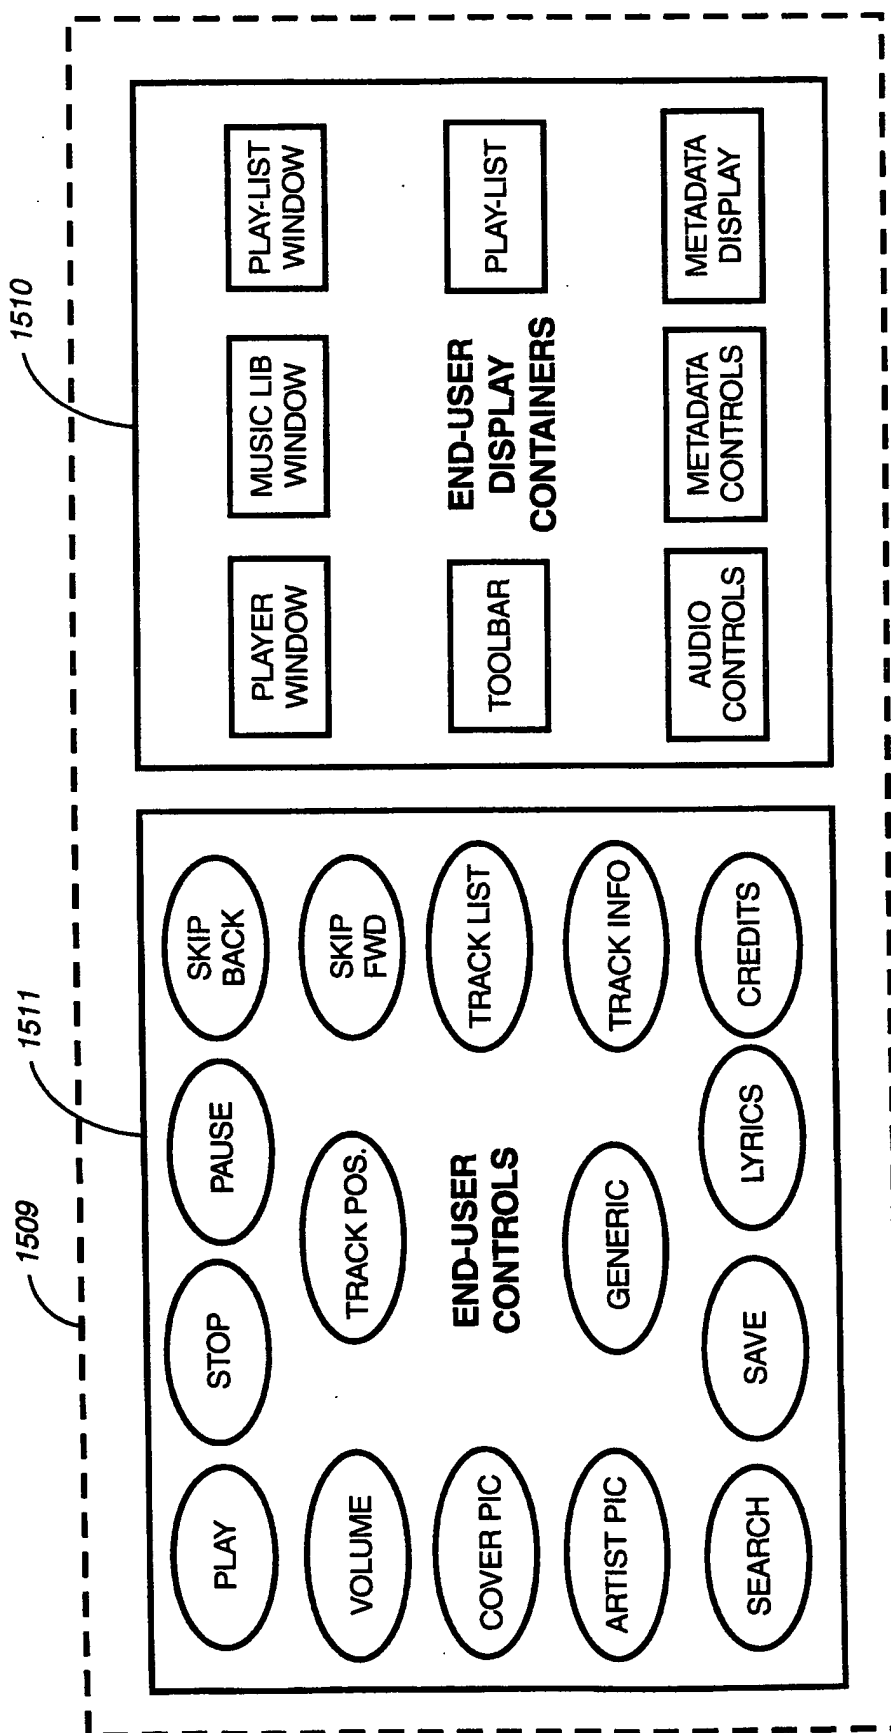 1509
1511
1510
PLAY
STOP
PAUSE
SKIP
BACK
VOLUME
TRACK POS.
SKIP
FWD
COVER PIC
END-USER
CONTROLS
TRACK LIST
ARTIST PIC
GENERIC
TRACK INFO
SEARCH
SAVE
LYRICS
CREDITS
PLAYER
WINDOW
MUSIC LIB
WINDOW
PLAY-LIST
WINDOW
TOOLBAR
END-USER
DISPLAY
CONTAINERS
PLAY-LIST
AUDIO
CONTROLS
METADATA
CONTROLS
METADATA
DISPLAY